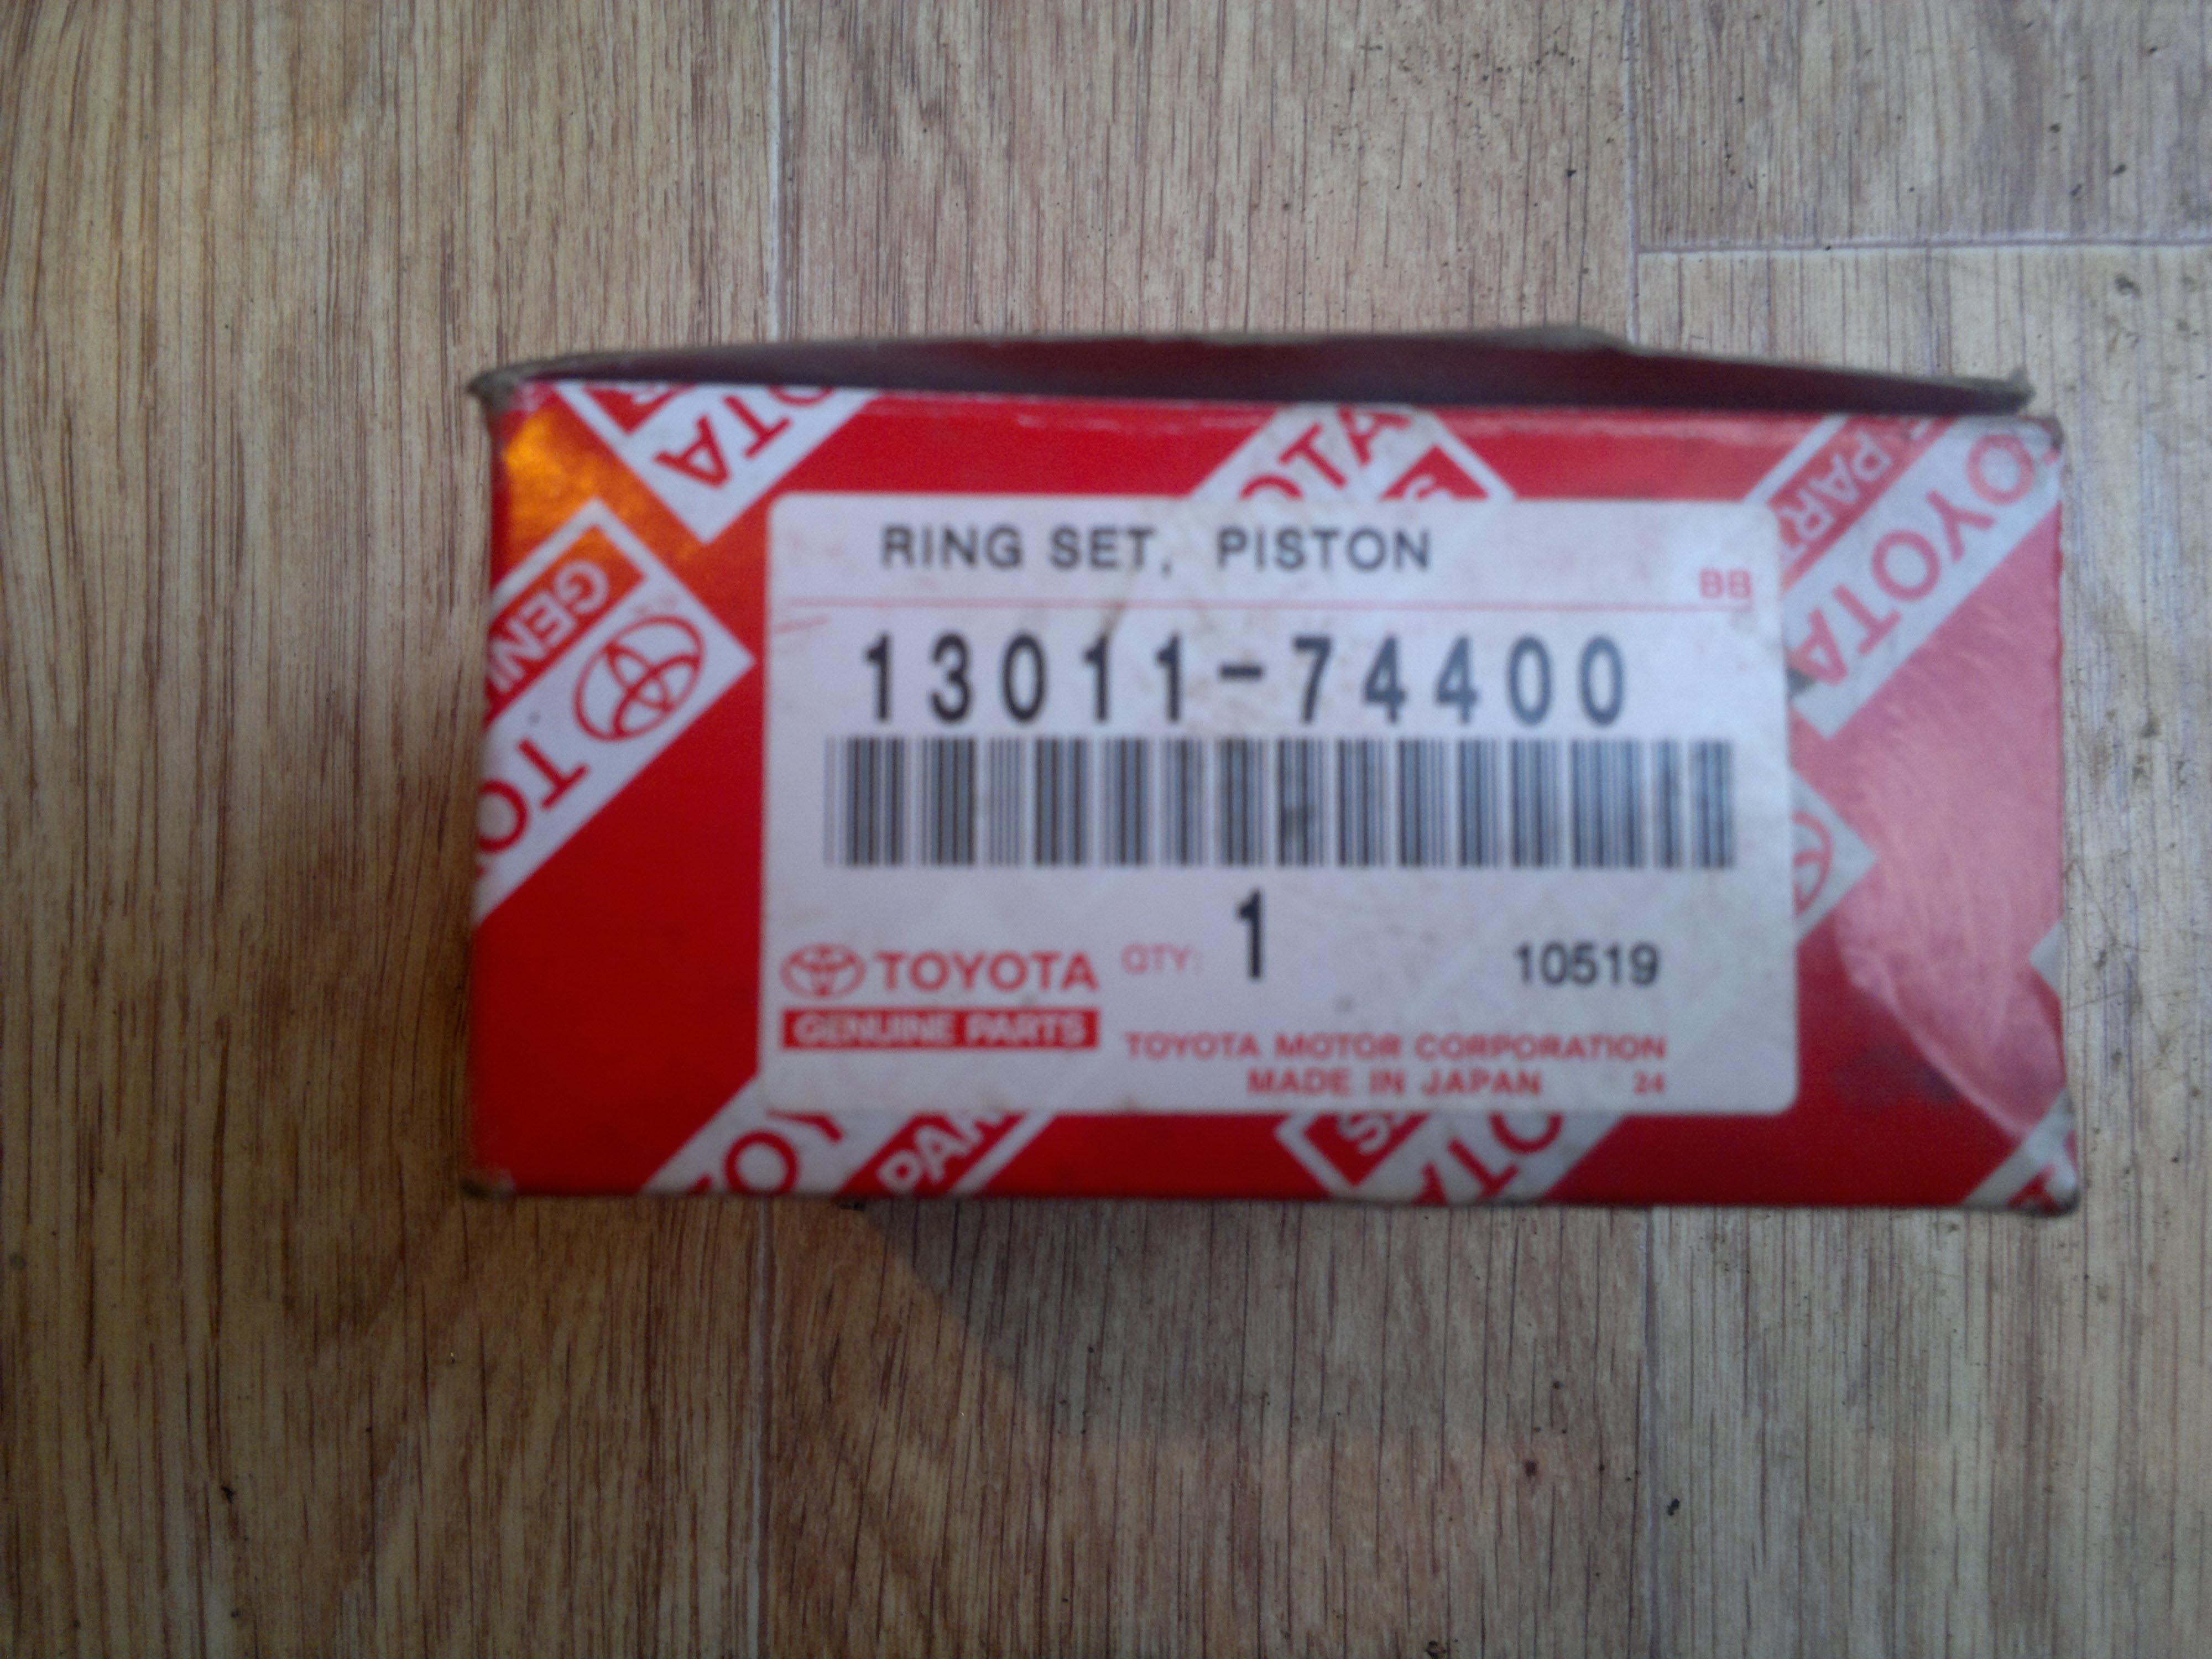 RING SET, PISTON
BB
13011-74400
TOYOTA QTY: 1 10519
GENUINE PARTS
TOYOTA MOTOR CORPORATION
MADE IN JAPAN 24
TOYOTA